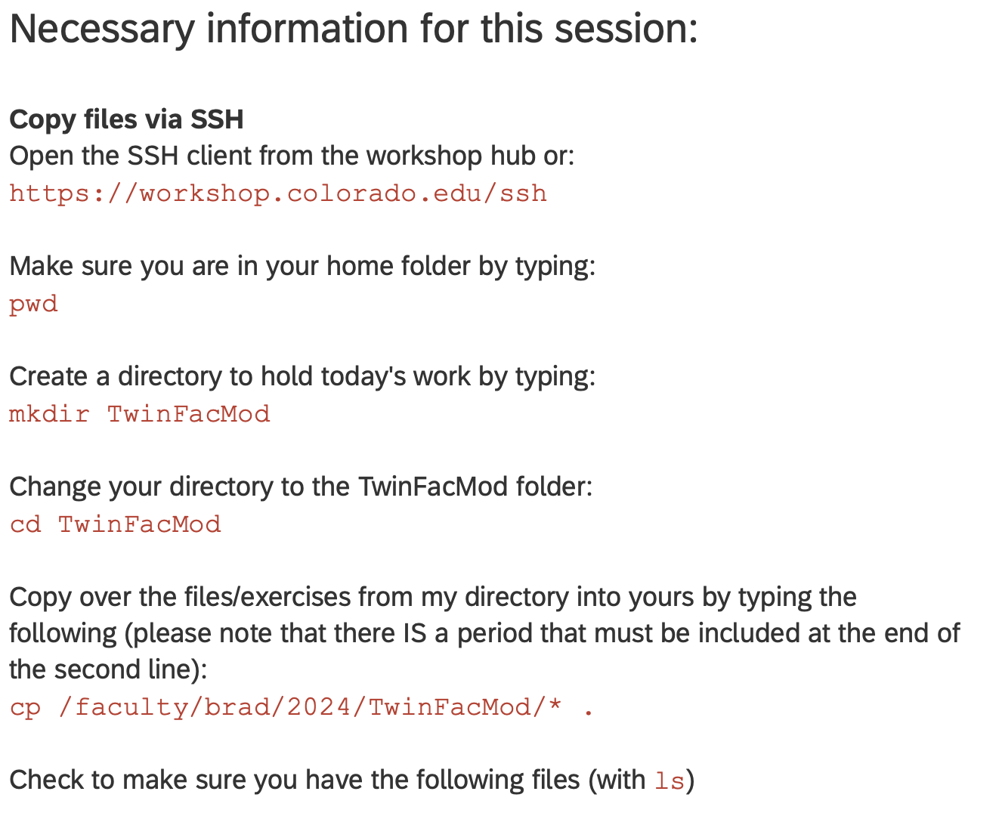 Necessary information for this session:
Copy files via SSH
Open the SSH client from the workshop hub or:
https://workshop.colorado.edu/ssh
Make sure you are in your home folder by typing:
pwd
Create a directory to hold today's work by typing:
mkdir TwinFacMod
Change your directory to the TwinFacMod folder:
cd TwinFacMod
Copy over the files/exercises from my directory into yours by typing the
following (please note that there IS a period that must be included at the end of
the second line):
cp /faculty/brad/2024/TwinFacMod/* .
Check to make sure you have the following files (with ls)